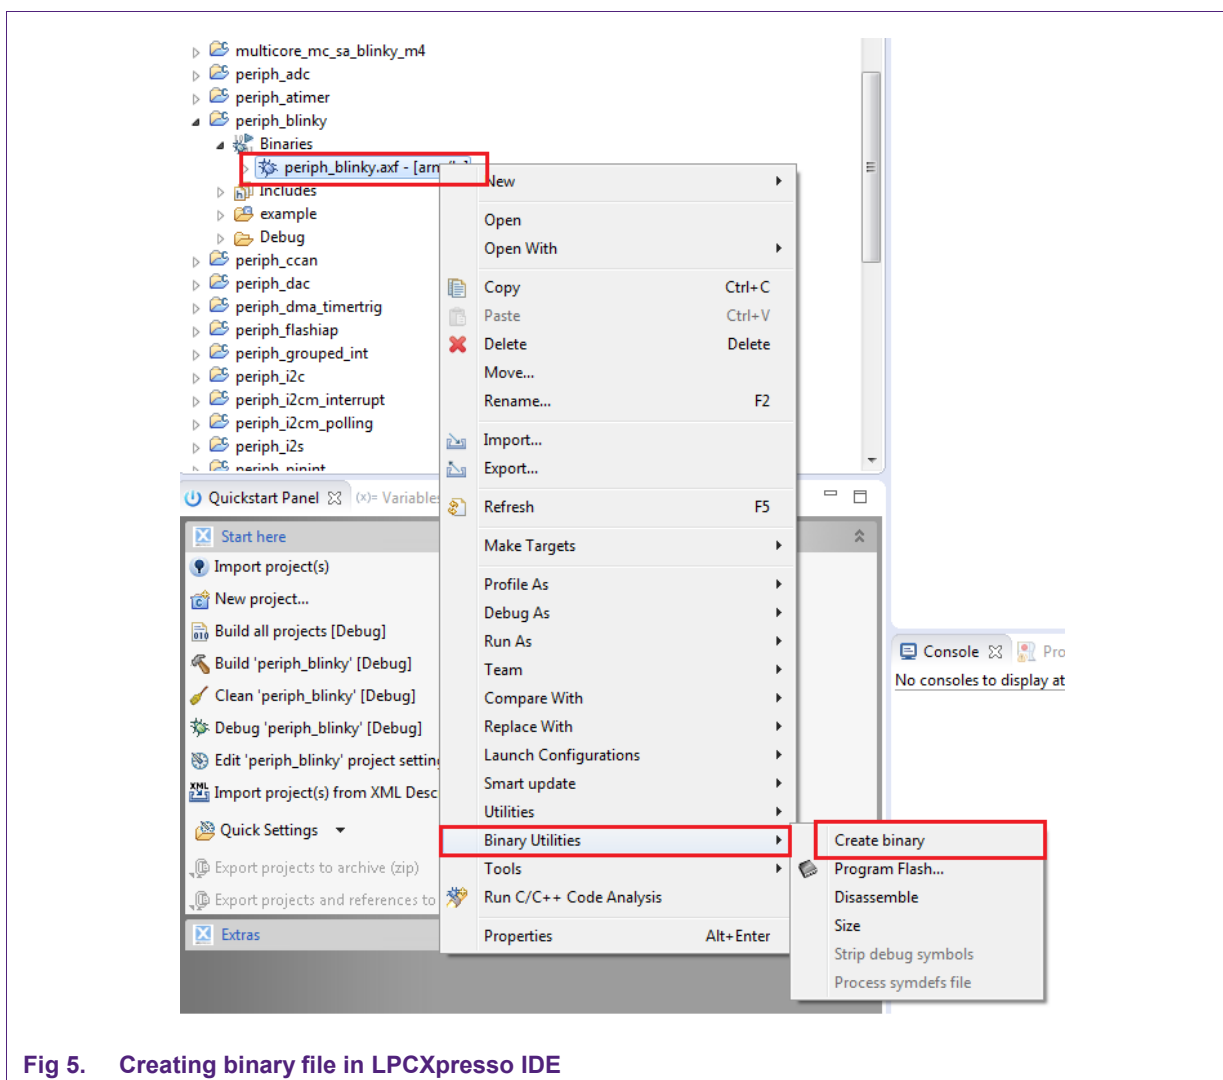 multicore_mc_sa_blinky_m4
periph_adc
periph_atimer
periph_blinky
Binaries
periph_blinky.axf - [arm
Includes
example
Debug
periph_ccan
periph_dac
periph_dma_timertrig
periph_flashiap
periph_grouped_int
periph_i2c
periph_i2cm_interrupt
periph_i2cm_polling
periph_i2s
periph_pinint
New
Open
Open With
Copy Ctrl+C
Paste Ctrl+V
Delete Delete
Move...
Rename... F2
Import...
Export...
Refresh F5
Make Targets
Profile As
Debug As
Run As
Team
Compare With
Replace With
Launch Configurations
Smart update
Utilities
Binary Utilities
Tools
Run C/C++ Code Analysis
Properties Alt+Enter
Create binary
Program Flash...
Disassemble
Size
Strip debug symbols
Process symdefs file
Quickstart Panel (x)= Variable
Start here
Import project(s)
New project...
Build all projects [Debug]
Build 'periph_blinky' [Debug]
Clean 'periph_blinky' [Debug]
Debug 'periph_blinky' [Debug]
Edit 'periph_blinky' project settin
XML Import project(s) from XML Desc
Quick Settings
Export projects to archive (zip)
Export projects and references to
Extras
Console Pro
No consoles to display at
Fig 5. Creating binary file in LPCXpresso IDE